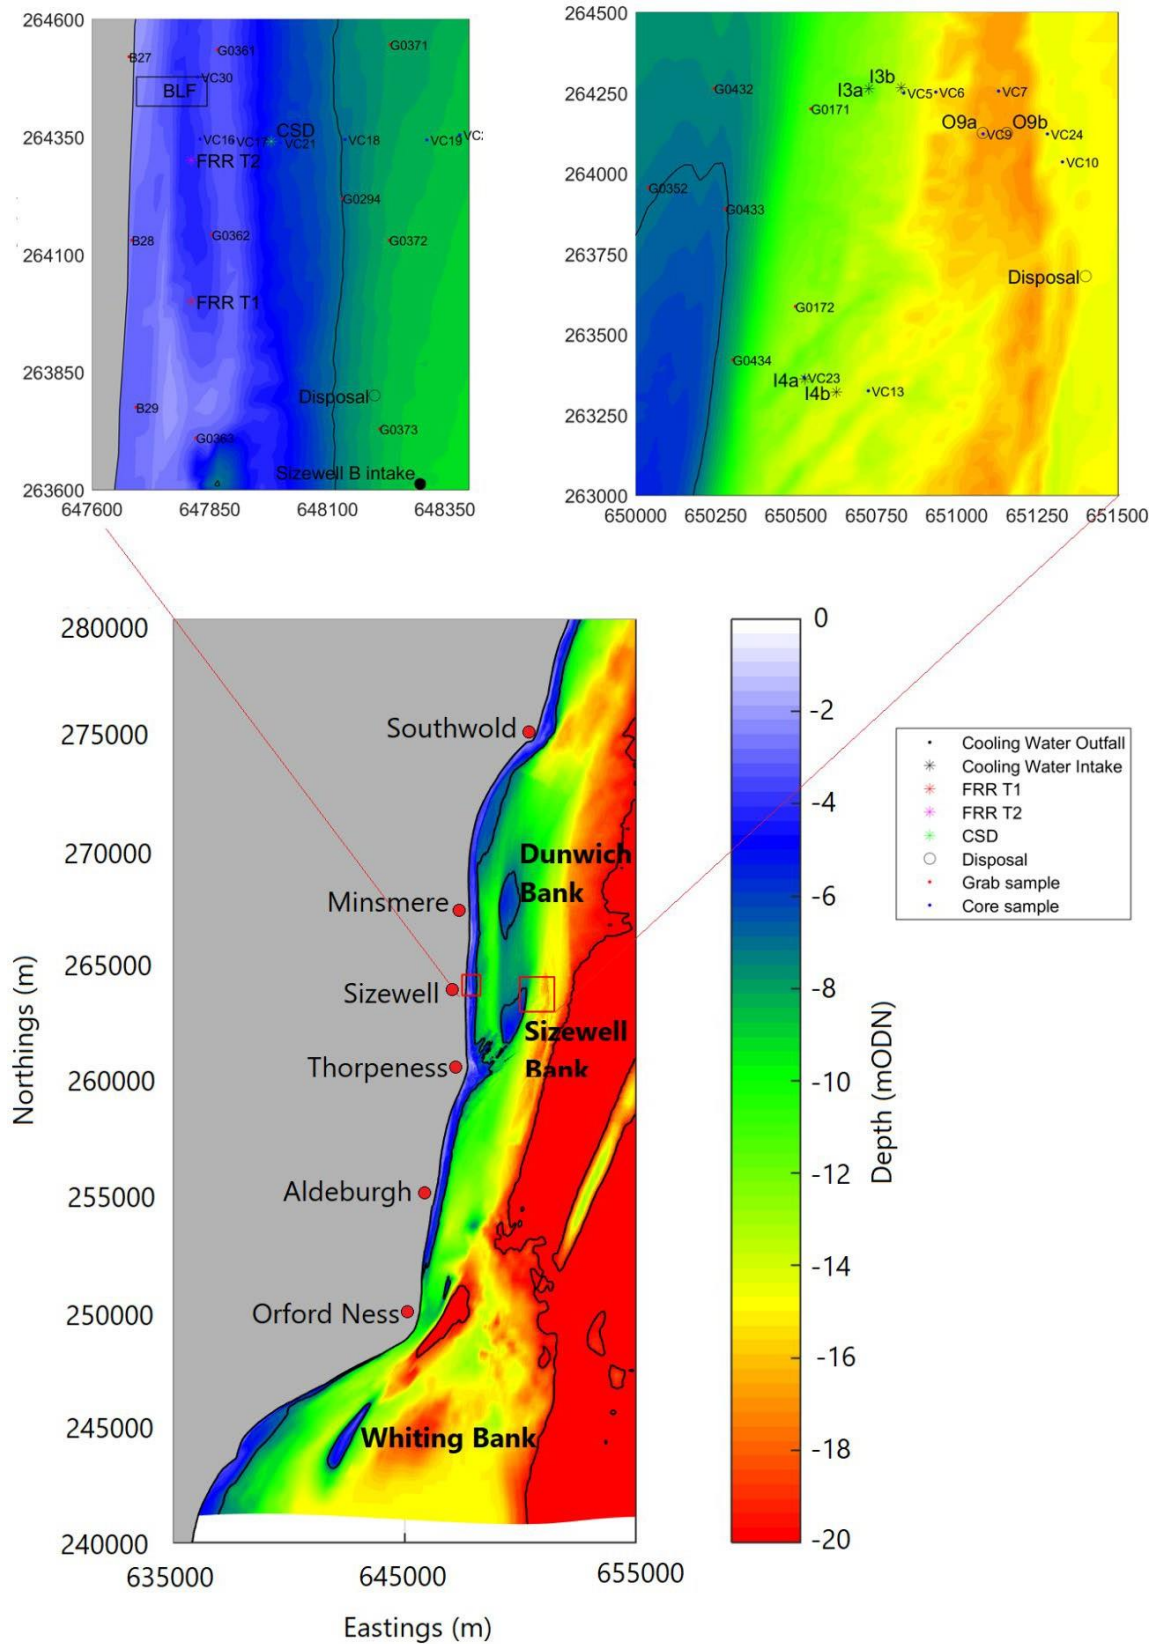 264600
264350
264100
263850
263600
647600
647850
648100
648350
B27
G0361
G0371
VC30
BLF
CSD
VC16
VC17
VC21
VC18
VC19
FRR T2
G0294
B28
G0362
G0372
FRR T1
Disposal
B29
G0363
G0373
Sizewell B intake
264500
264250
264000
263750
263500
263250
263000
650000
650250
650500
650750
651000
651250
651500
G0432
I3a
I3b
VC5
VC6
VC7
G0171
O9a
O9b
VC9
VC24
VC10
G0352
G0433
Disposal
G0172
G0434
I4a
VC23
I4b
VC13
280000
275000
270000
265000
260000
255000
250000
245000
240000
Northings (m)
635000
645000
655000
Eastings (m)
Southwold
Dunwich
Bank
Minsmere
Sizewell
Sizewell
Bank
Thorpeness
Aldeburgh
Orford Ness
Whiting Bank
0
-2
-4
-6
-8
-10
-12
-14
-16
-18
-20
Depth (mODN)
Cooling Water Outfall
Cooling Water Intake
FRR T1
FRR T2
CSD
Disposal
Grab sample
Core sample